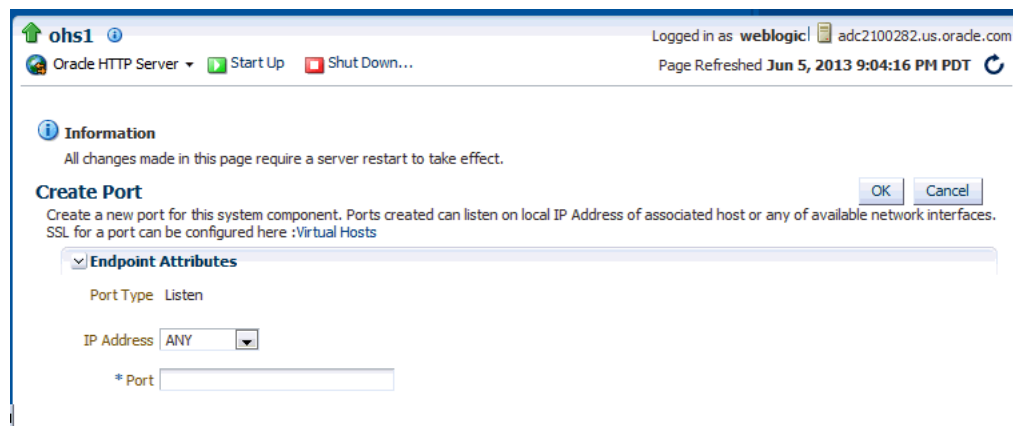 ohs1
Logged in as weblogic adc2100282.us.oracle.com
Oracle HTTP Server Start Up Shut Down...
Page Refreshed Jun 5, 2013 9:04:16 PM PDT
Information
All changes made in this page require a server restart to take effect.
Create Port
OK Cancel
Create a new port for this system component. Ports created can listen on local IP Address of associated host or any of available network interfaces.
SSL for a port can be configured here :Virtual Hosts
Endpoint Attributes
Port Type Listen
IP Address ANY
* Port